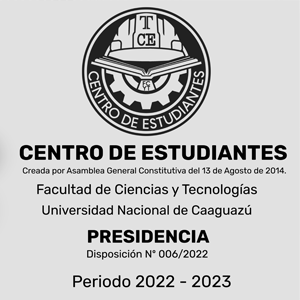 T
CE
CENTRO DE ESTUDIANTES
CENTRO DE ESTUDIANTES
Creada por Asamblea General Constitutiva del 13 de Agosto de 2014.
Facultad de Ciencias y Tecnologías
Universidad Nacional de Caaguazú
PRESIDENCIA
Disposición N° 006/2022
Periodo 2022 - 2023